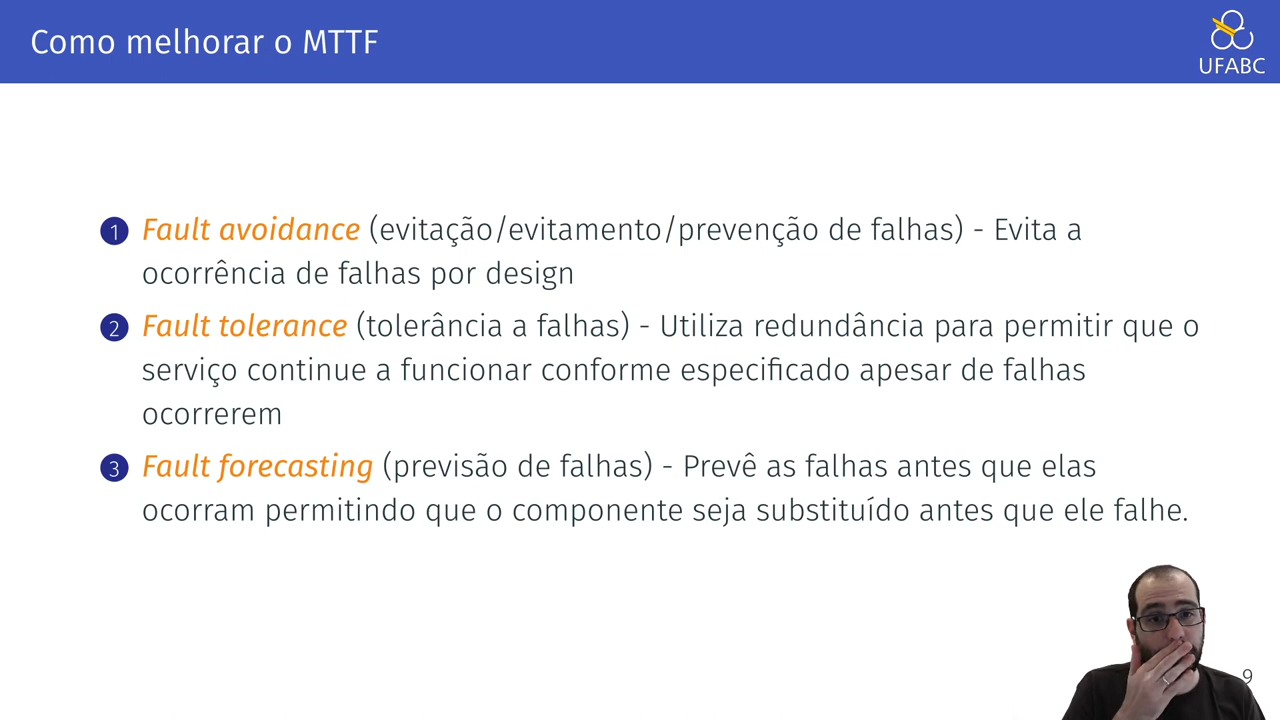 Como melhorar o MTTF
UFABC
1 Fault avoidance (evitação/evitamento/prevenção de falhas) - Evita a
ocorrência de falhas por design
2 Fault tolerance (tolerância a falhas) - Utiliza redundância para permitir que o
serviço continue a funcionar conforme especificado apesar de falhas
ocorrerem
3 Fault forecasting (previsão de falhas) - Prevê as falhas antes que elas
ocorram permitindo que o componente seja substituído antes que ele falhe.
9